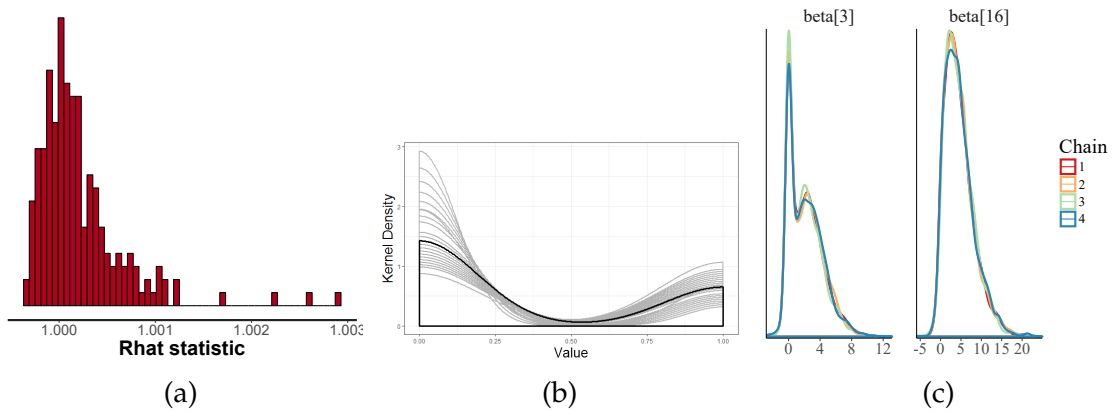 beta[3]
beta[16]
Chain
1
2
3
4
Kernel Density
3
2
1
0
0.00 0.25 0.50 0.75 1.00
Value
1.000 1.001 1.002 1.003
Rhat statistic
0 4 8 12
-5 0 5 10 15 20
(a)
(b)
(c)